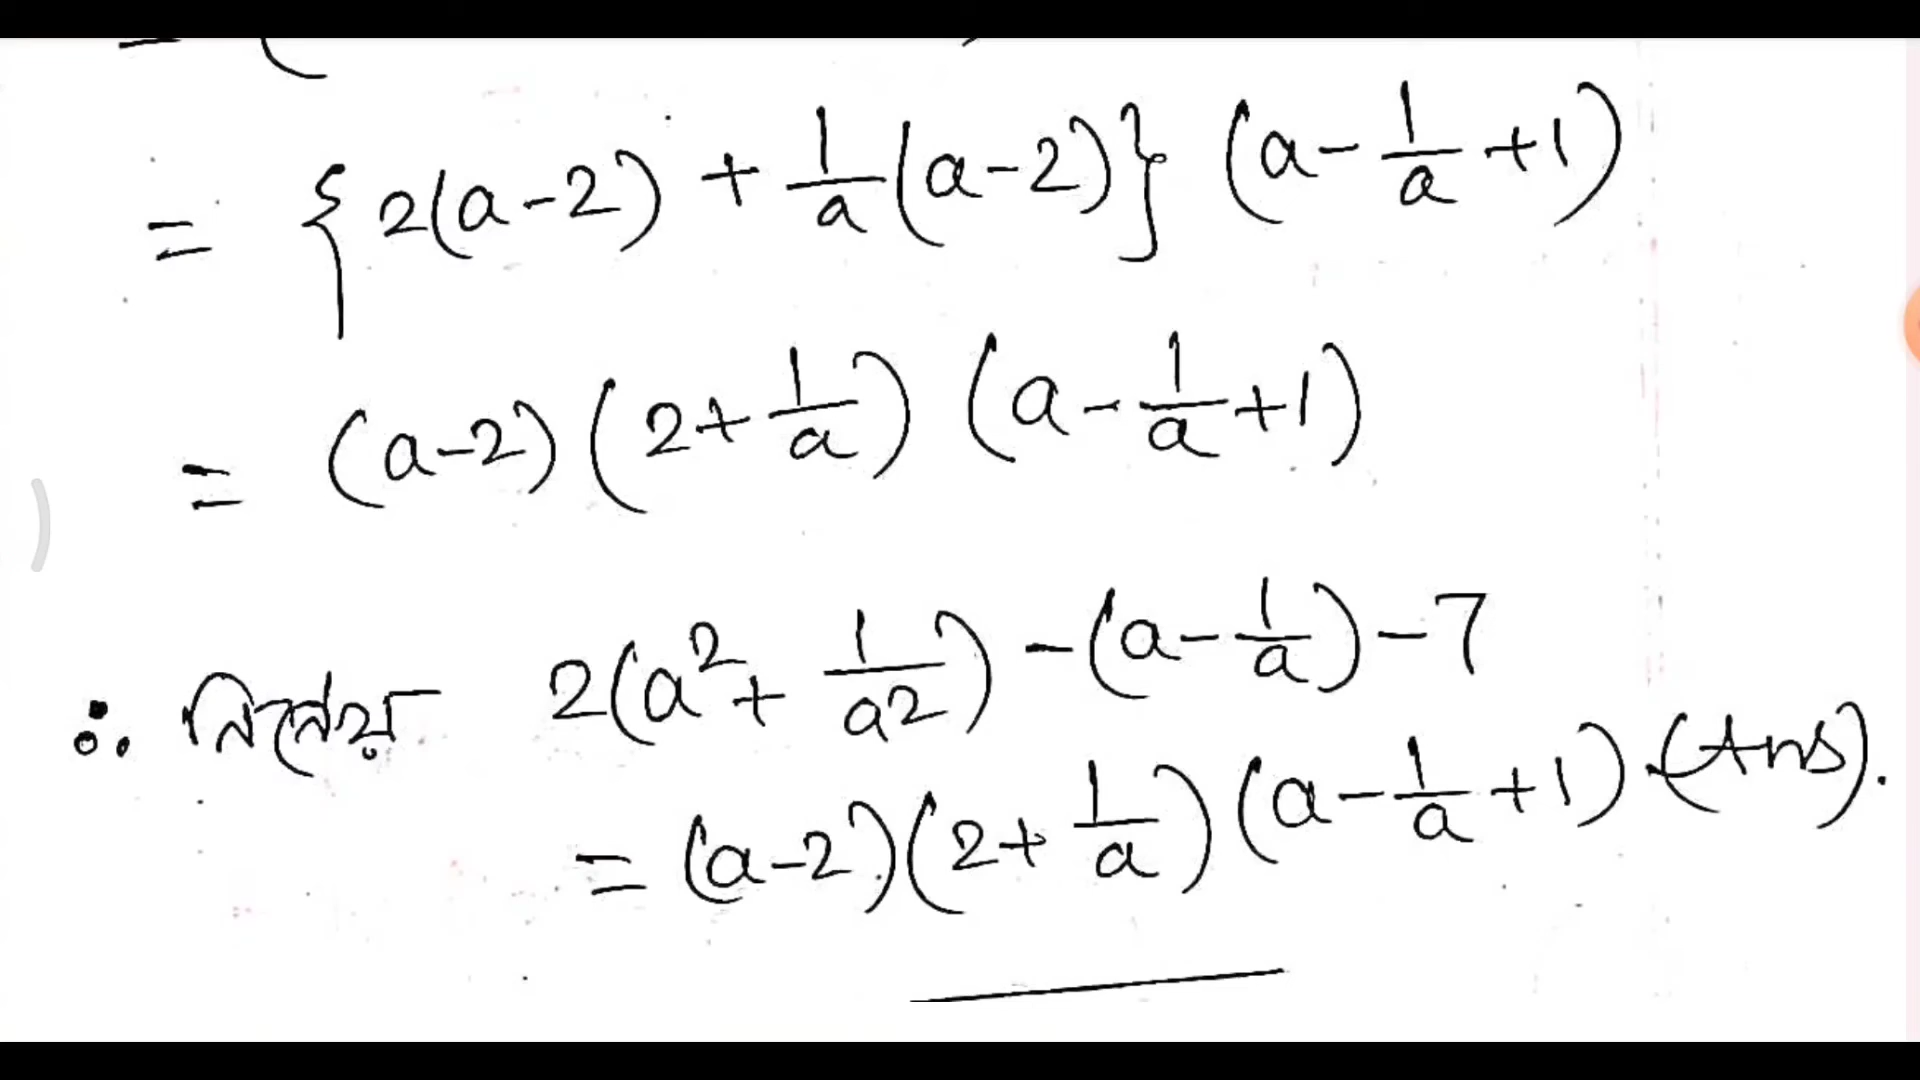 = {2(a-2) + 1/a (a-2)} (a - 1/a + 1)
= (a-2) (2 + 1/a) (a - 1/a + 1)
∴ নির্নেয় 2(a² + 1/a2) - (a - 1/a) - 7
= (a-2) (2 + 1/a) (a - 1/a + 1) (Ans).